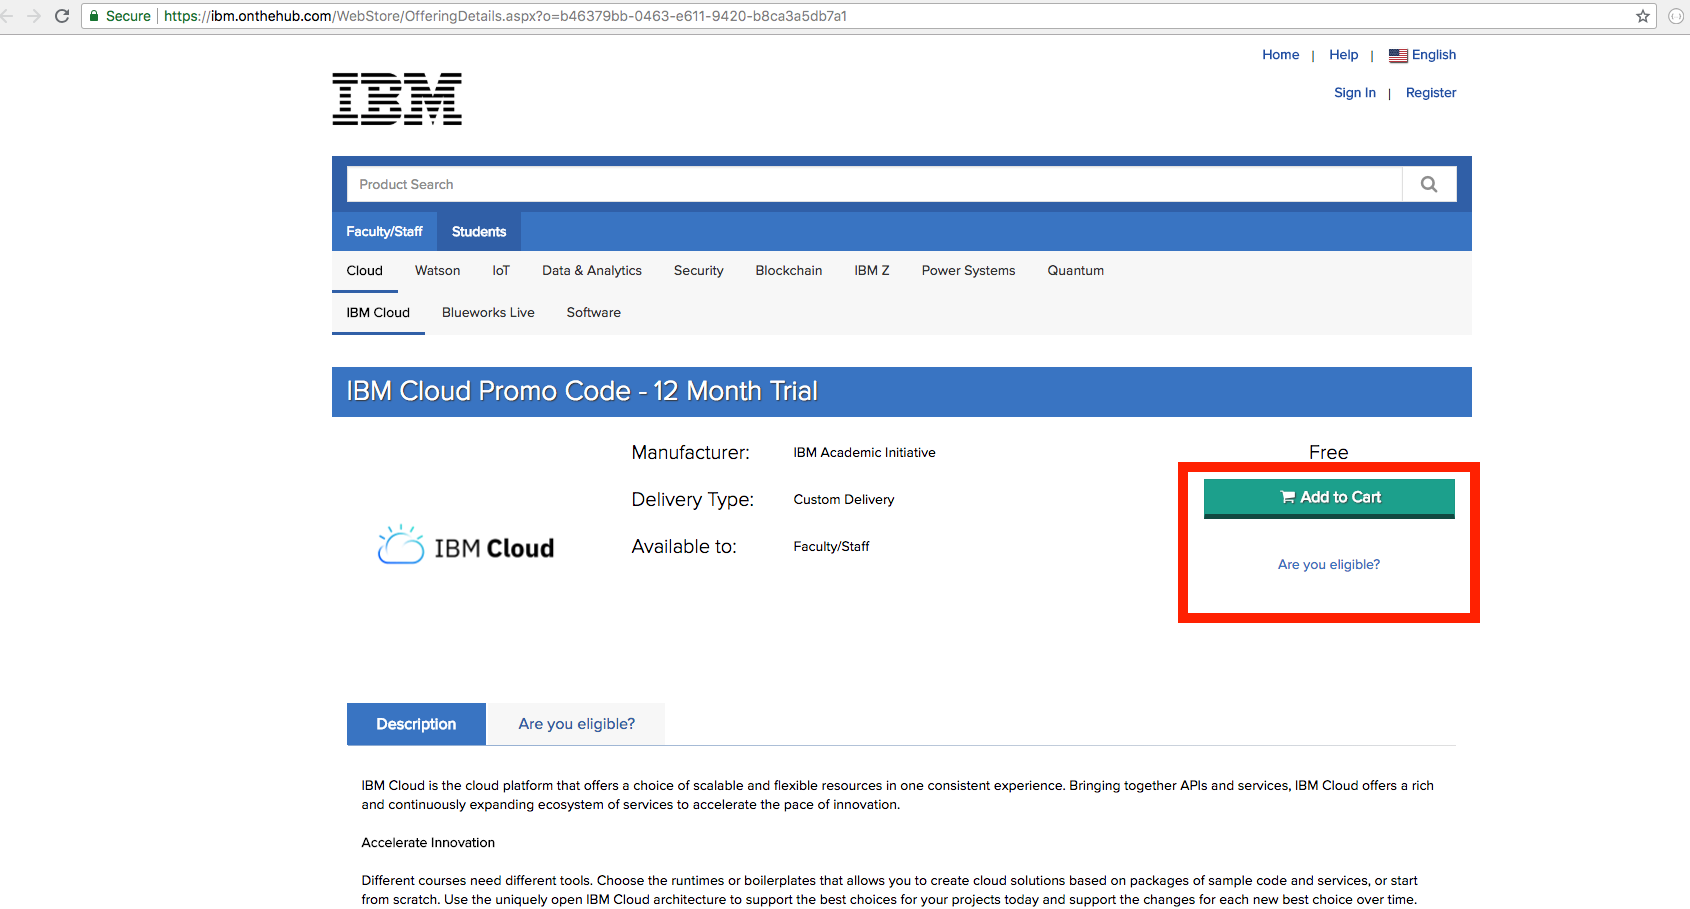 Secure https://ibm.onthehub.com/WebStore/OfferingDetails.aspx?o=b46379bb-0463-e611-9420-b8ca3a5db7a1
Home | Help | English
IBM
Sign In | Register
Product Search
Faculty/Staff Students
Cloud Watson IoT Data & Analytics Security Blockchain IBM Z Power Systems Quantum
IBM Cloud Blueworks Live Software
IBM Cloud Promo Code - 12 Month Trial
Manufacturer: IBM Academic Initiative
Free
Delivery Type: Custom Delivery
Add to Cart
IBM Cloud
Available to: Faculty/Staff
Are you eligible?
Description Are you eligible?
IBM Cloud is the cloud platform that offers a choice of scalable and flexible resources in one consistent experience. Bringing together APIs and services, IBM Cloud offers a rich
and continuously expanding ecosystem of services to accelerate the pace of innovation.
Accelerate Innovation
Different courses need different tools. Choose the runtimes or boilerplates that allows you to create cloud solutions based on packages of sample code and services, or start
from scratch. Use the uniquely open IBM Cloud architecture to support the best choices for your projects today and support the changes for each new best choice over time.